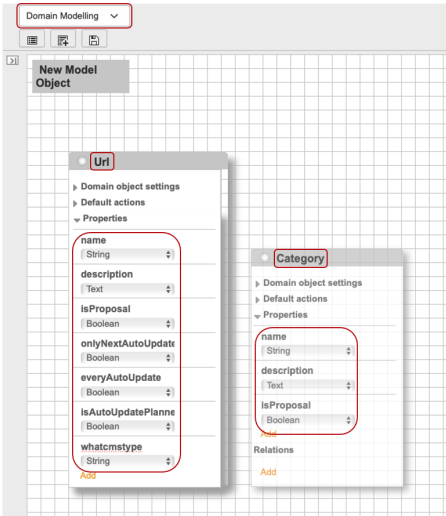 Domain Modelling
New Model
Object
Url
Domain object settings
Default actions
Properties
name
String
description
Text
isProposal
Boolean
onlyNextAutoUpdate
Boolean
everyAutoUpdate
Boolean
isAutoUpdatePlanne
Boolean
whatcmstype
String
Add
Category
Domain object settings
Default actions
Properties
name
String
description
Text
isProposal
Boolean
Add
Relations
Add